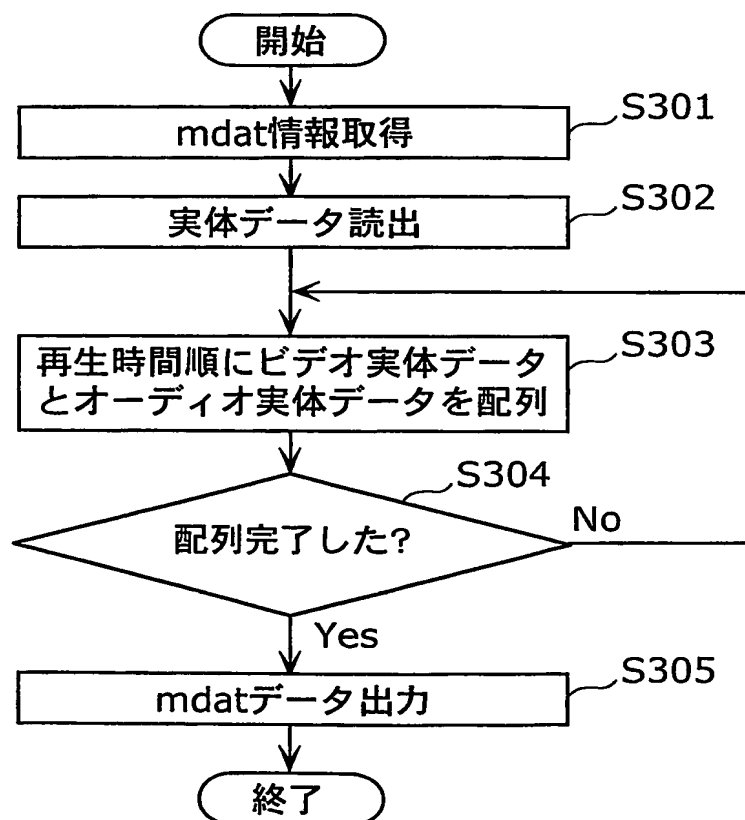 開始
mdat情報取得
S301
実体データ読出
S302
再生時間順にビデオ実体データ
とオーディオ実体データを配列
S303
配列完了した?
S304
No
Yes
mdatデータ出力
S305
終了